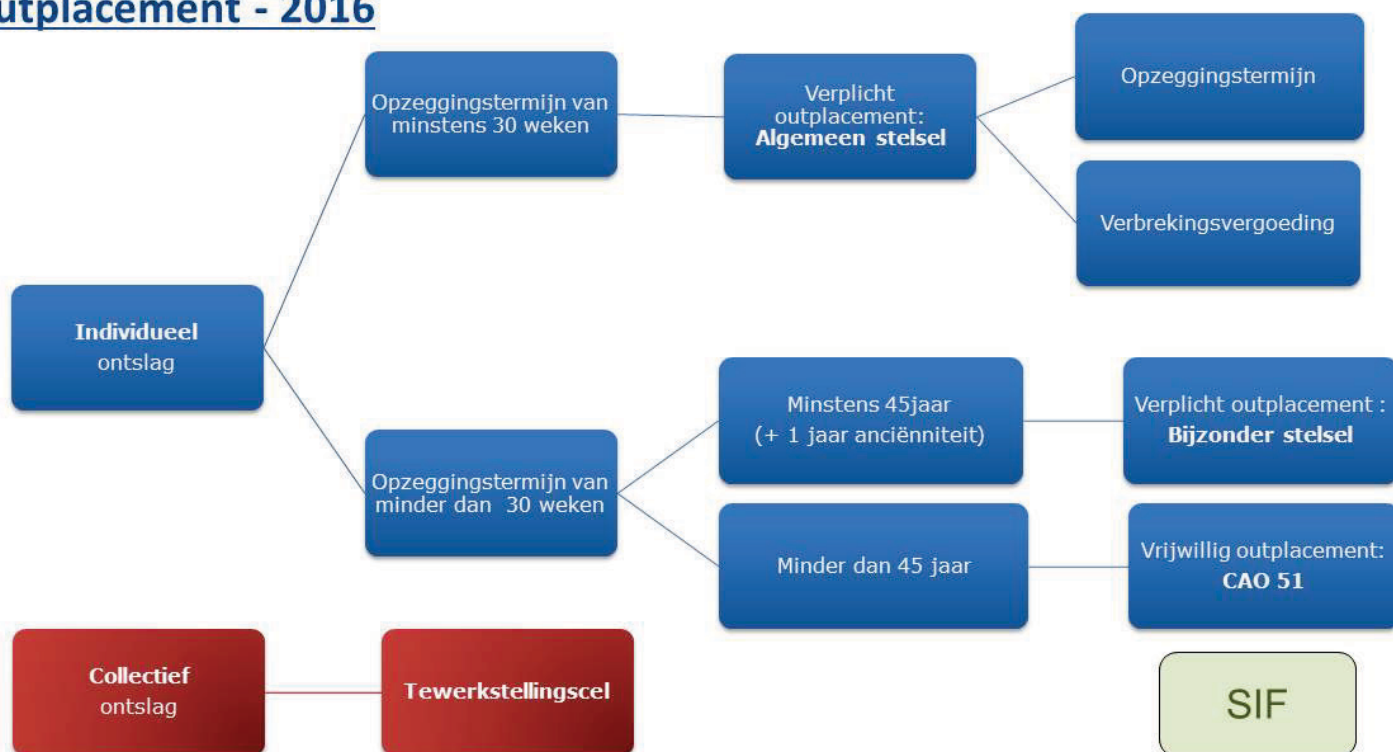 utplacement - 2016
Opzeggingstermijn van
minstens 30 weken
Verplicht
outplacement:
Algemeen stelsel
Opzeggingstermijn
Verbrekingsvergoeding
Individueel
ontslag
Opzeggingstermijn van
minder dan 30 weken
Minstens 45jaar
(+ 1 jaar anciënniteit)
Verplicht outplacement :
Bijzonder stelsel
Minder dan 45 jaar
Vrijwillig outplacement:
CAO 51
Collectief
ontslag
Tewerkstellingscel
SIF